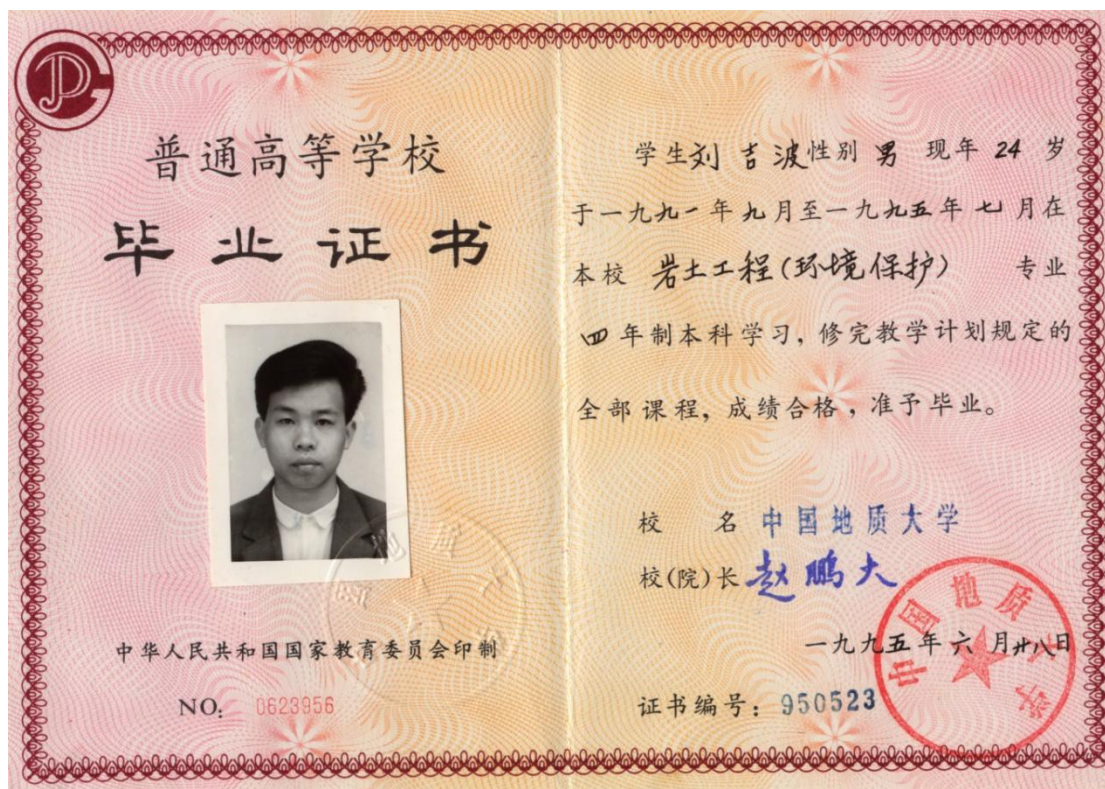 普通高等学校
毕业证书
中华人民共和国国家教育委员会印制
NO: 0623956
学生刘吉波性别男 现年24岁
于一九九一年九月至一九九五年七月在
本校 岩土工程(环境保护) 专业
四年制本科学习,修完教学计划规定的
全部课程,成绩合格,准予毕业。
校 名 中国地质大学
校(院)长 赵鹏大
一九九五年六月廿八日
证书编号:950523
中国地质大学